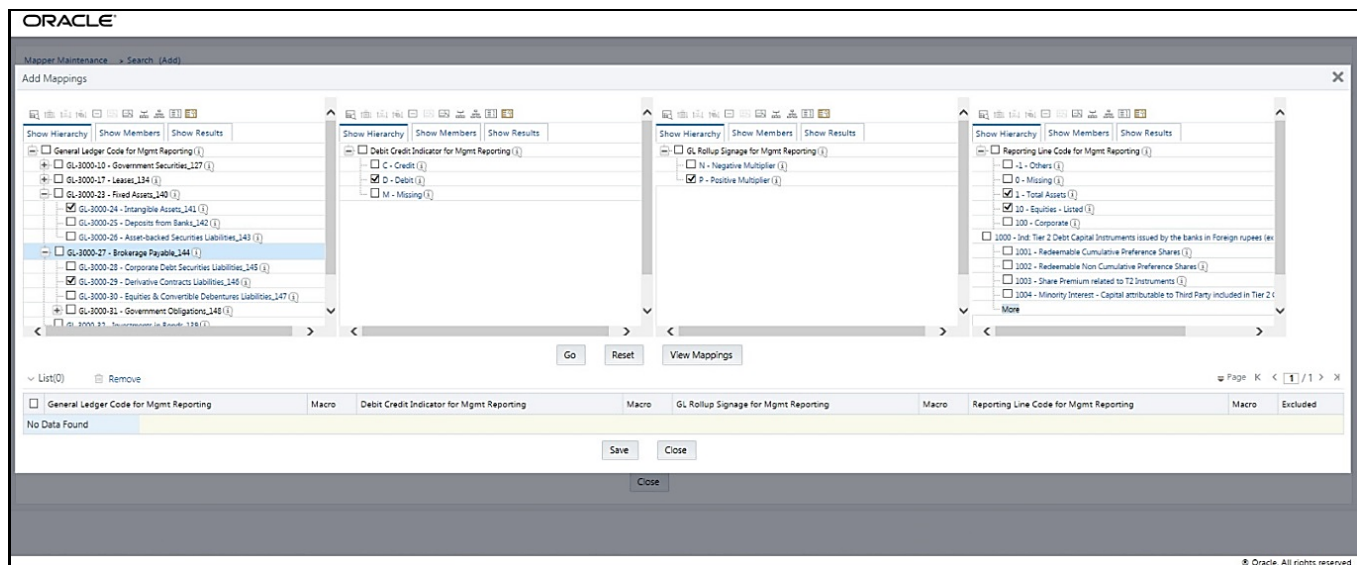 ORACLE
Mapper Maintenance » Search (Add)
Add Mappings
Show Hierarchy Show Members Show Results
General Ledger Code for Mgmt Reporting
GL-3000-10 - Government Securities_127
GL-3000-17 - Leases_134
GL-3000-23 - Fixed Assets_140
GL-3000-24 - Intangible Assets_141
GL-3000-25 - Deposits from Banks_142
GL-3000-26 - Asset-backed Securities Liabilities_143
GL-3000-27 - Brokerage Payable_144
GL-3000-28 - Corporate Debt Securities Liabilities_145
GL-3000-29 - Derivative Contracts Liabilities_146
GL-3000-30 - Equities & Convertible Debentures Liabilities_147
GL-3000-31 - Government Obligations_148
GL-3000-32 - Investments in Bonds_139
Show Hierarchy Show Members Show Results
Debit Credit Indicator for Mgmt Reporting
C - Credit
D - Debit
M - Missing
Show Hierarchy Show Members Show Results
GL Rollup Signage for Mgmt Reporting
N - Negative Multiplier
P - Positive Multiplier
Show Hierarchy Show Members Show Results
Reporting Line Code for Mgmt Reporting
-1 - Others
0 - Missing
1 - Total Assets
10 - Equities - Listed
100 - Corporate
1000 - Ind: Tier 2 Debt Capital Instruments issued by the banks in Foreign rupees (ex
1001 - Redeemable Cumulative Preference Shares
1002 - Redeemable Non Cumulative Preference Shares
1003 - Share Premium related to T2 Instruments
1004 - Minority Interest - Capital attributable to Third Party included in Tier 2 (
More
Go Reset View Mappings
List(0) Remove Page 1 / 1
General Ledger Code for Mgmt Reporting Macro Debit Credit Indicator for Mgmt Reporting Macro GL Rollup Signage for Mgmt Reporting Macro Reporting Line Code for Mgmt Reporting Macro Excluded
No Data Found
Save Close
Close
© Oracle. All rights reserved